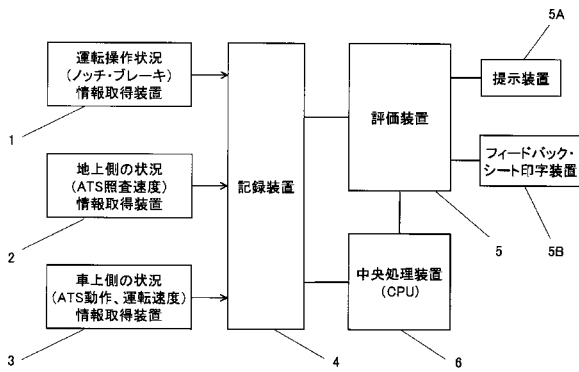 運転操作状況
(ノッチ・ブレーキ)
情報取得装置
1
地上側の状況
(ATS照査速度)
情報取得装置
2
車上側の状況
(ATS動作、運転速度)
情報取得装置
3
記録装置
4
評価装置
5
中央処理装置
(CPU)
6
5A
提示装置
フィードバック・
シート印字装置
5B